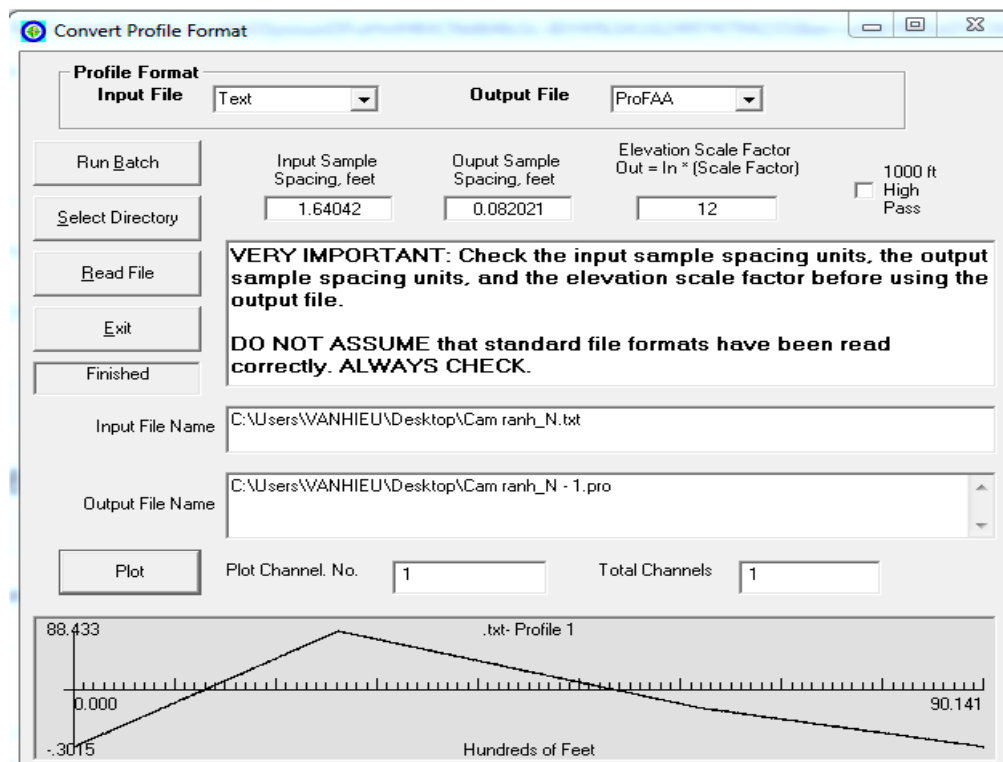 Convert Profile Format
Profile Format
Input File
Text
Output File
ProFAA
Run Batch
Select Directory
Read File
Exit
Finished
Input Sample
Spacing, feet
1.64042
Ouput Sample
Spacing, feet
0.082021
Elevation Scale Factor
Out = In * (Scale Factor)
12
1000 ft
High
Pass
VERY IMPORTANT: Check the input sample spacing units, the output
sample spacing units, and the elevation scale factor before using the
output file.
DO NOT ASSUME that standard file formats have been read
correctly. ALWAYS CHECK.
Input File Name
C:\Users\VANHIEU\Desktop\Cam ranh_N.txt
Output File Name
C:\Users\VANHIEU\Desktop\Cam ranh_N - 1.pro
Plot
Plot Channel. No.
1
Total Channels
1
88.433
.txt- Profile 1
0.000
90.141
-.3015
Hundreds of Feet